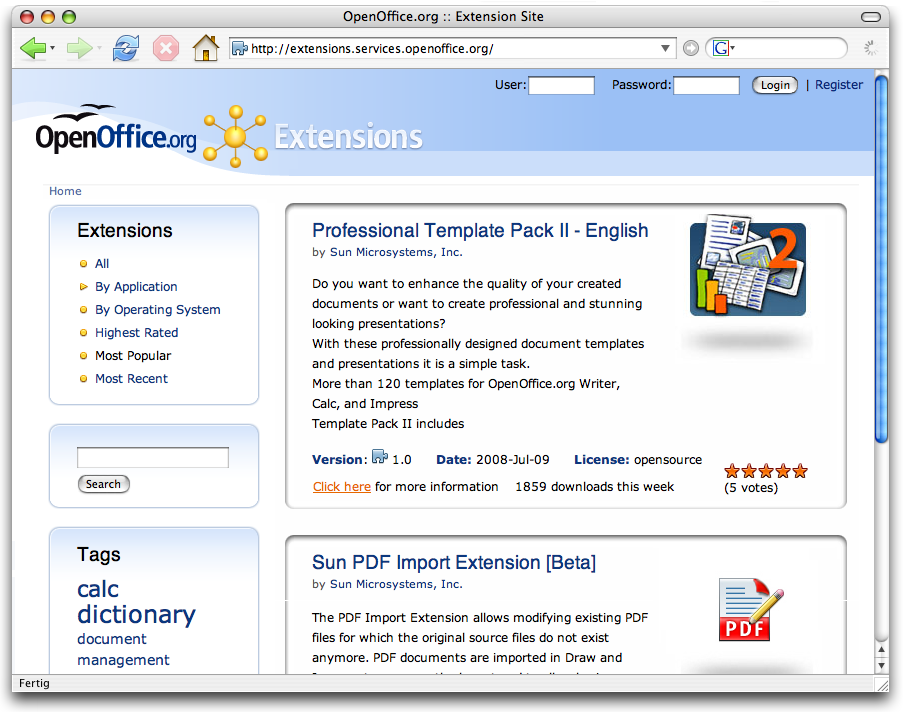 OpenOffice.org :: Extension Site
http://extensions.services.openoffice.org/
G
User:
Password:
Login
| Register
OpenOffice.org
Extensions
Home
Extensions
All
By Application
By Operating System
Highest Rated
Most Popular
Most Recent
Search
Tags
calc
dictionary
document
management
Professional Template Pack II - English
by Sun Microsystems, Inc.
2
Do you want to enhance the quality of your created
documents or want to create professional and stunning
looking presentations?
With these professionally designed document templates
and presentations it is a simple task.
More than 120 templates for OpenOffice.org Writer,
Calc, and Impress
Template Pack II includes
Version: 1.0 Date: 2008-Jul-09 License: opensource
Click here for more information 1859 downloads this week
(5 votes)
Sun PDF Import Extension [Beta]
by Sun Microsystems, Inc.
PDF
The PDF Import Extension allows modifying existing PDF
files for which the original source files do not exist
anymore. PDF documents are imported in Draw and
Fertig